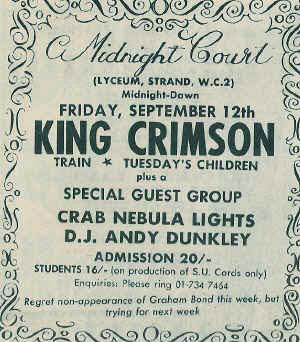 Midnight Court
(LYCEUM, STRAND, W.C.2)
Midnight-Dawn
FRIDAY, SEPTEMBER 12th
KING CRIMSON
TRAIN ★ TUESDAY'S CHILDREN
plus a
SPECIAL GUEST GROUP
CRAB NEBULA LIGHTS
D.J. ANDY DUNKLEY
ADMISSION 20/-
STUDENTS 16/- (on production of S.U. Cards only)
Enquiries: Please ring 01-734 7464
Regret non-appearance of Graham Bond this week, but
trying for next week